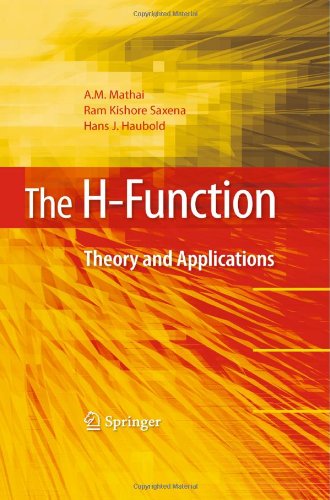 A.M. Mathai
Ram Kishore Saxena
Hans J. Haubold
The H-Function
Theory and Applications
Springer